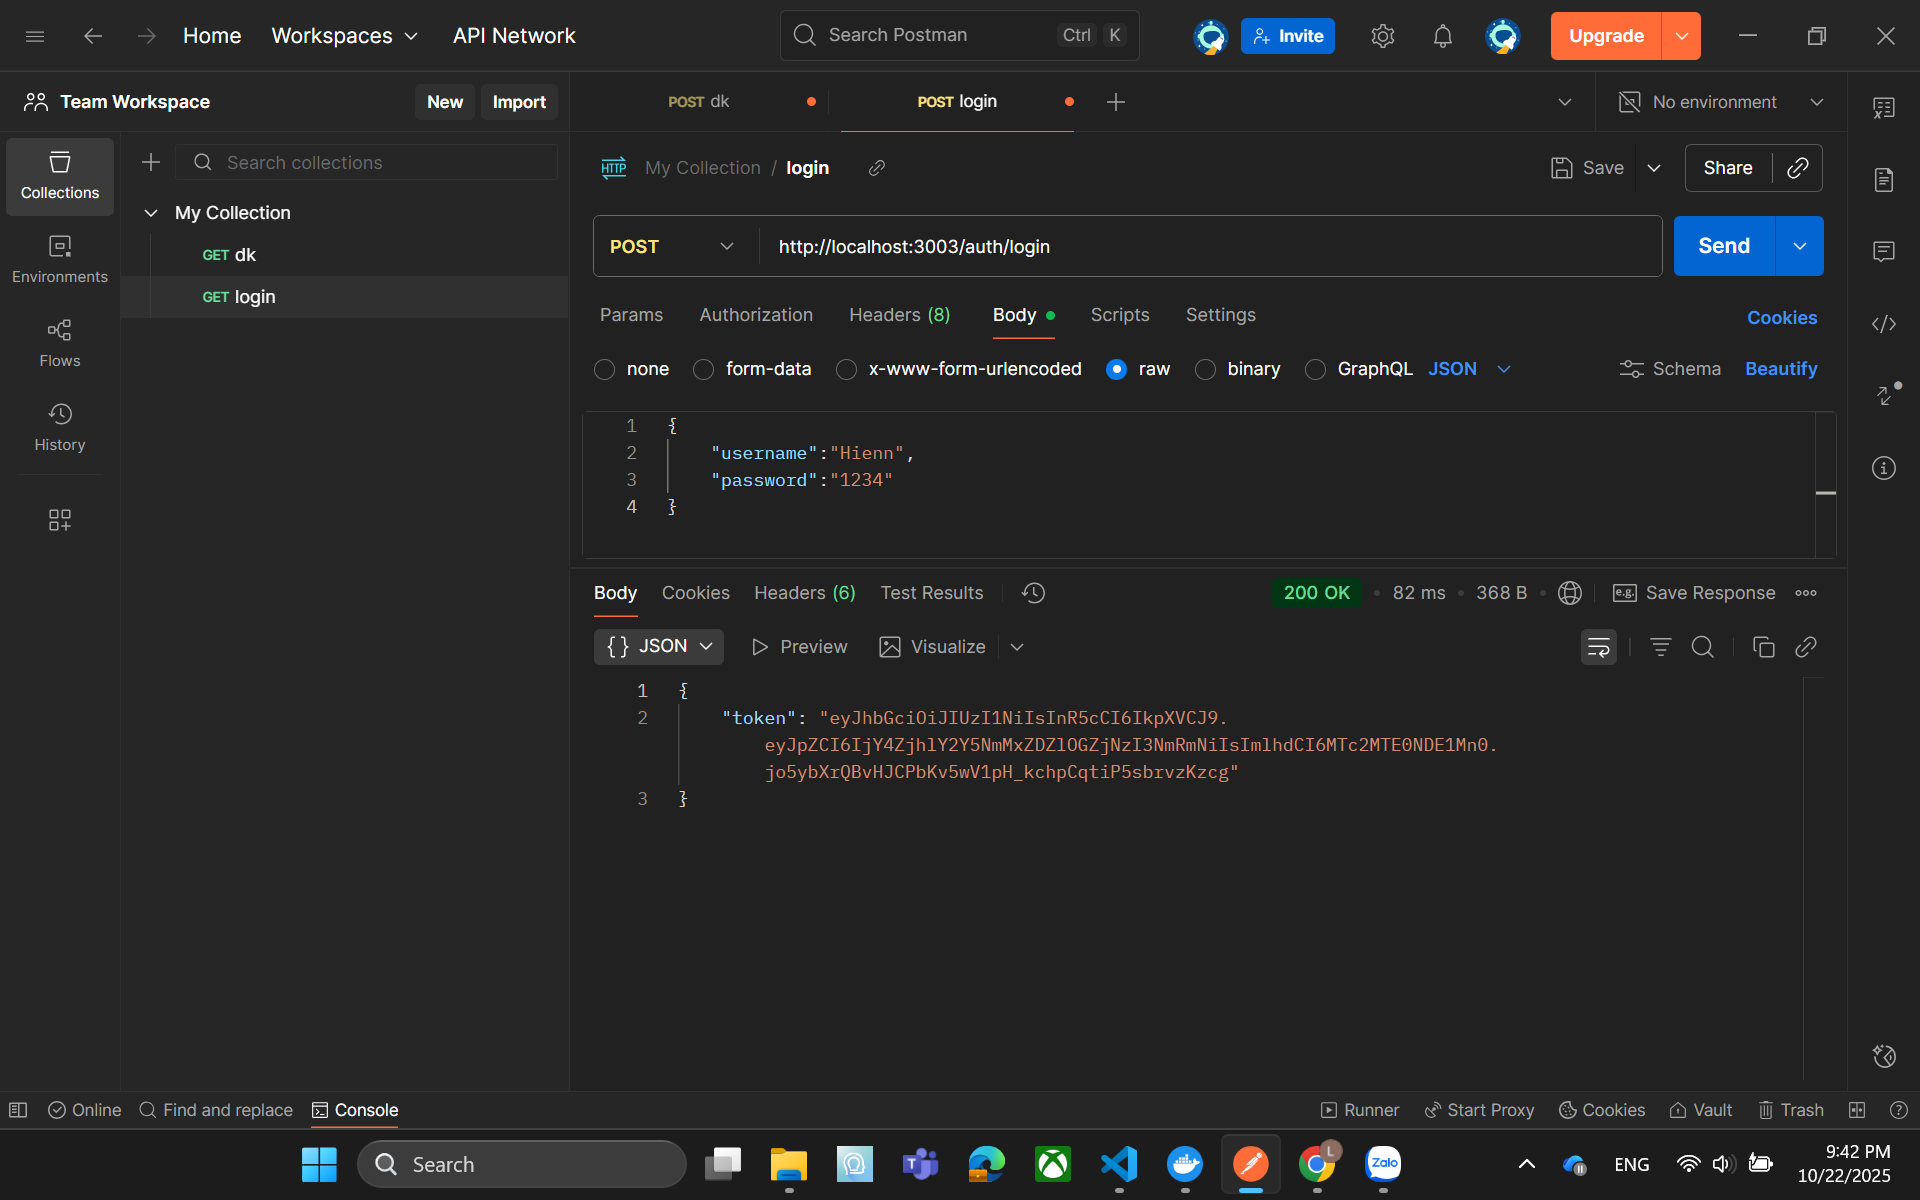 Home
Workspaces
API Network
Search Postman
Ctrl K
Invite
Upgrade
Team Workspace
New
Import
POST dk
POST login
No environment
Collections
Environments
Flows
History
Search collections
My Collection
GET dk
GET login
HTTP
My Collection / login
Save
Share
POST
http://localhost:3003/auth/login
Send
Params
Authorization
Headers (8)
Body
Scripts
Settings
Cookies
none
form-data
x-www-form-urlencoded
raw
binary
GraphQL
JSON
Schema
Beautify
1 {
2 "username":"Hienn",
3 "password":"1234"
4 }
Body
Cookies
Headers (6)
Test Results
200 OK • 82 ms • 368 B
e.g. Save Response
{} JSON
Preview
Visualize
1 {
2 "token": "eyJhbGciOiJIUzI1NiIsInR5cCI6IkpXVCJ9.
eyJpZCI6IjY4ZjhlY2Y5NmMxZDZlOGZjNzI3NmRmNiIsImlhdCI6MTc2MTE0NDE1Mn0.
jo5ybXrQBvHJCPbKv5wV1pH_kchpCqtiP5sbrvzKzcg"
3 }
Online
Find and replace
Console
Runner
Start Proxy
Cookies
Vault
Trash
Search
L
Zalo
ENG
9:42 PM
10/22/2025